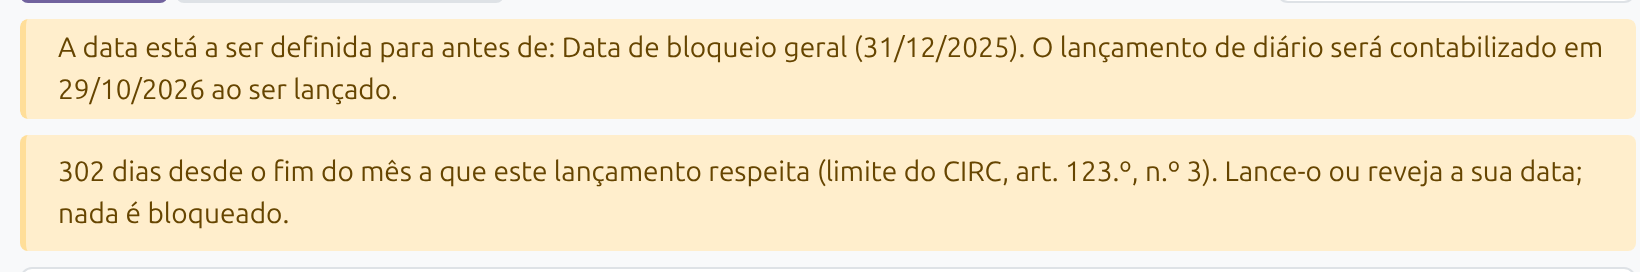 A data está a ser definida para antes de: Data de bloqueio geral (31/12/2025). O lançamento de diário será contabilizado em
29/10/2026 ao ser lançado.
302 dias desde o fim do mês a que este lançamento respeita (limite do CIRC, art. 123.º, n.º 3). Lance-o ou reveja a sua data;
nada é bloqueado.